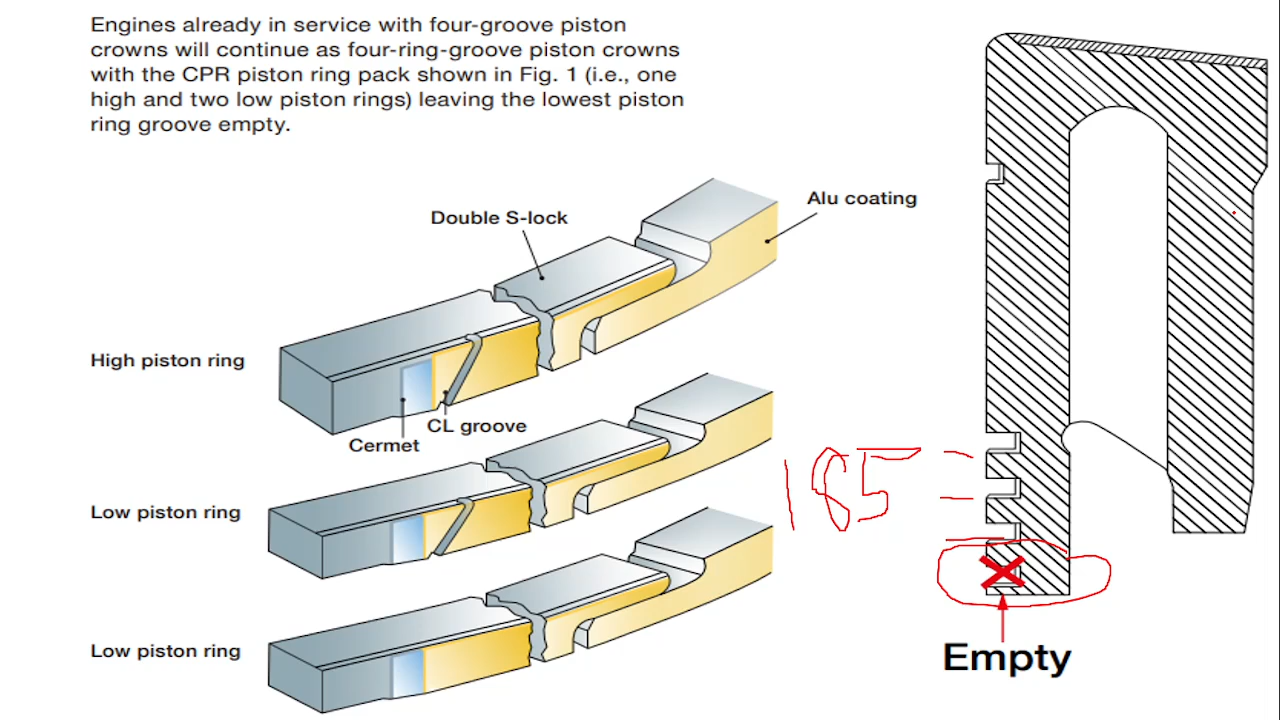 Engines already in service with four-groove piston
crowns will continue as four-ring-groove piston crowns
with the CPR piston ring pack shown in Fig. 1 (i.e., one
high and two low piston rings) leaving the lowest piston
ring groove empty.
Alu coating
Double S-lock
High piston ring
CL groove
Cermet
185
Low piston ring
Low piston ring
Empty